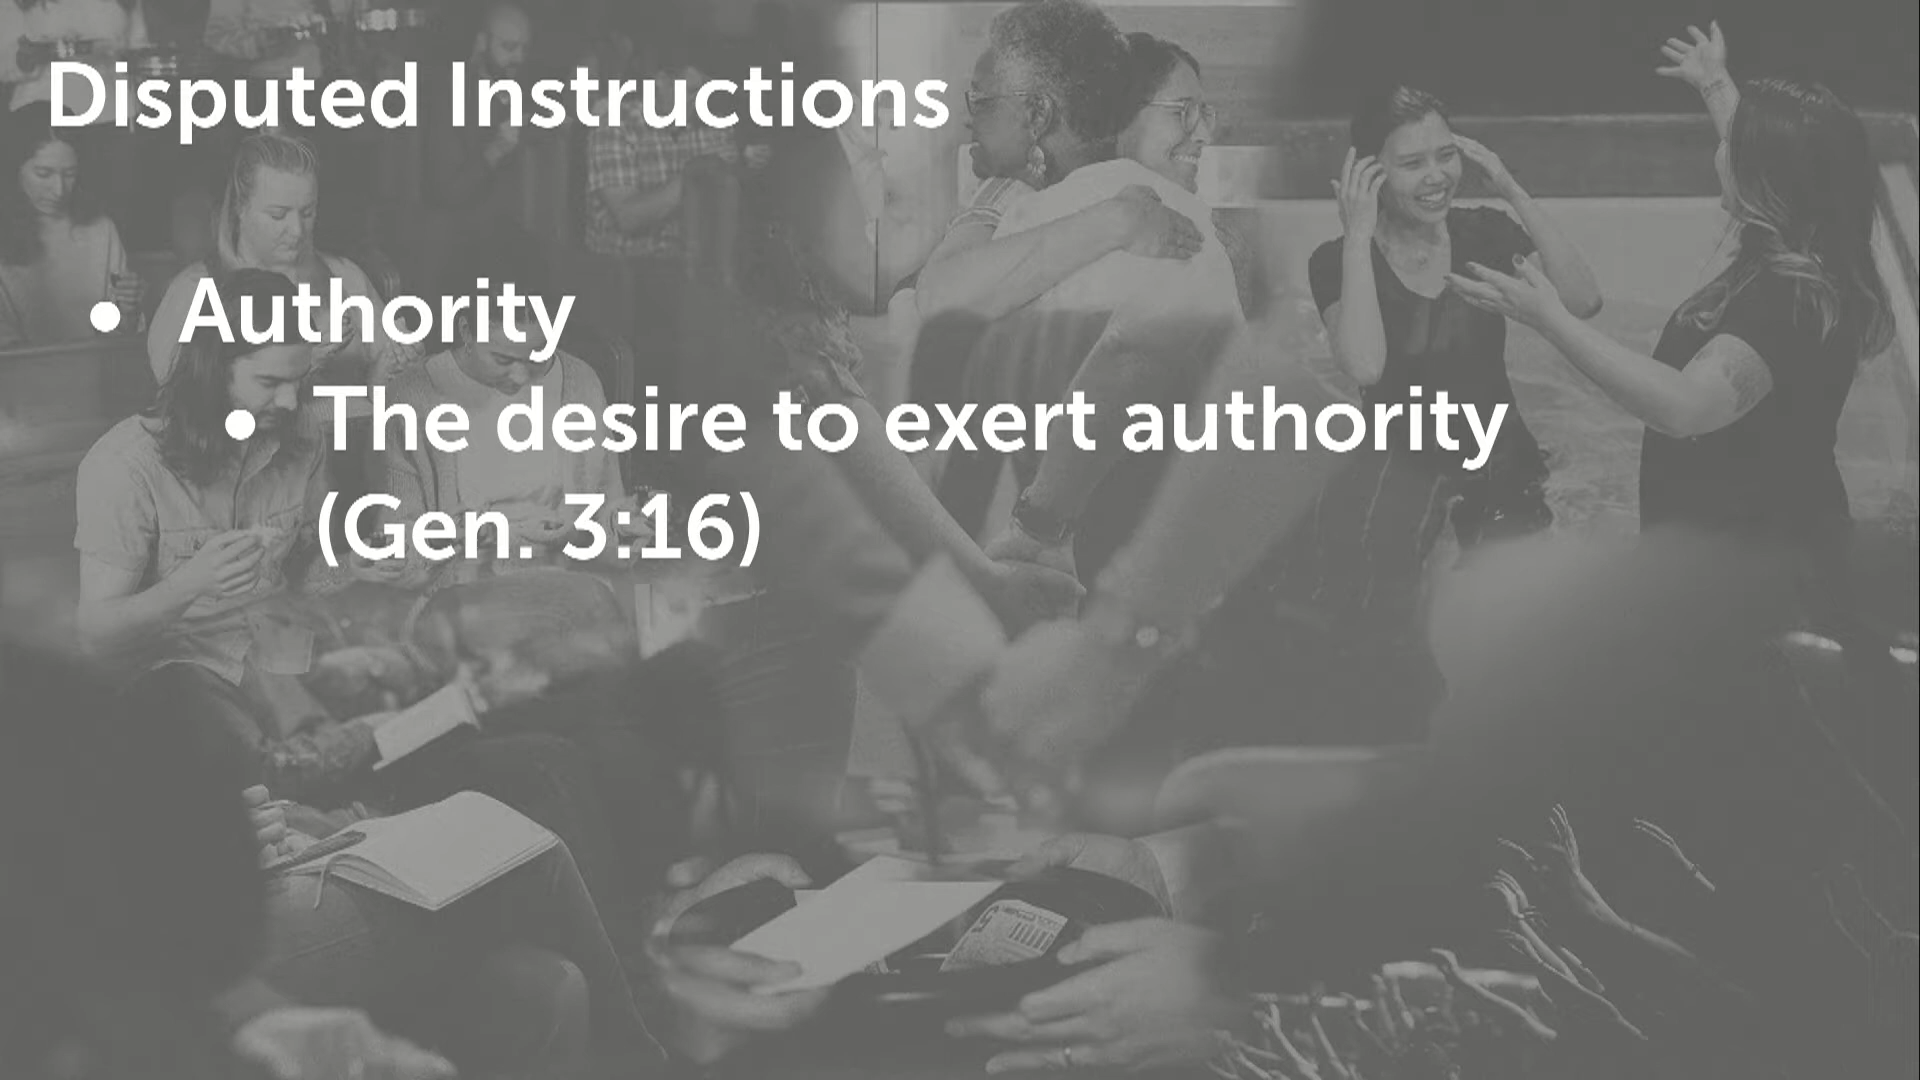 Disputed Instructions
• Authority
• The desire to exert authority
(Gen. 3:16)